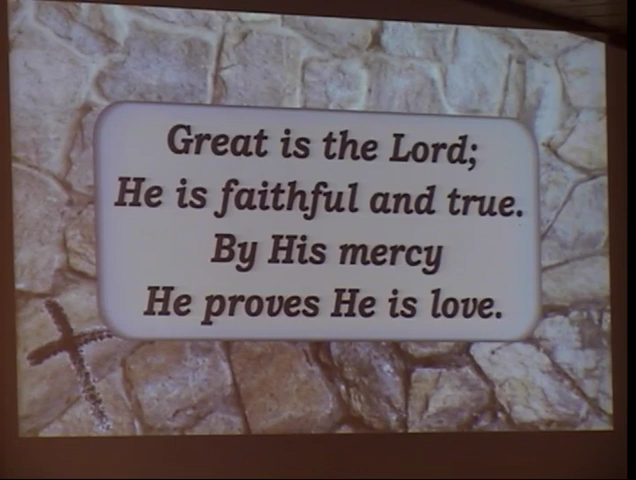 Great is the Lord;
He is faithful and true.
By His mercy
He proves He is love.